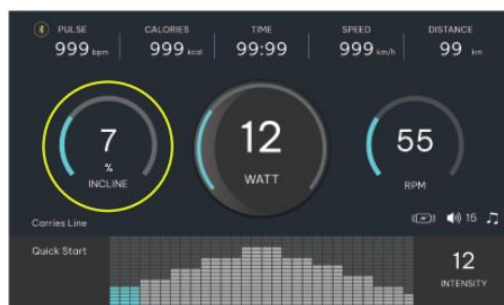 PULSE CALORIES TIME SPEED DISTANCE
999 bpm 999 kcal 99:99 999 km/h 99 km
7
%
INCLINE
12
WATT
55
RPM
Carries Line
15
Quick Start
12
INTENSITY